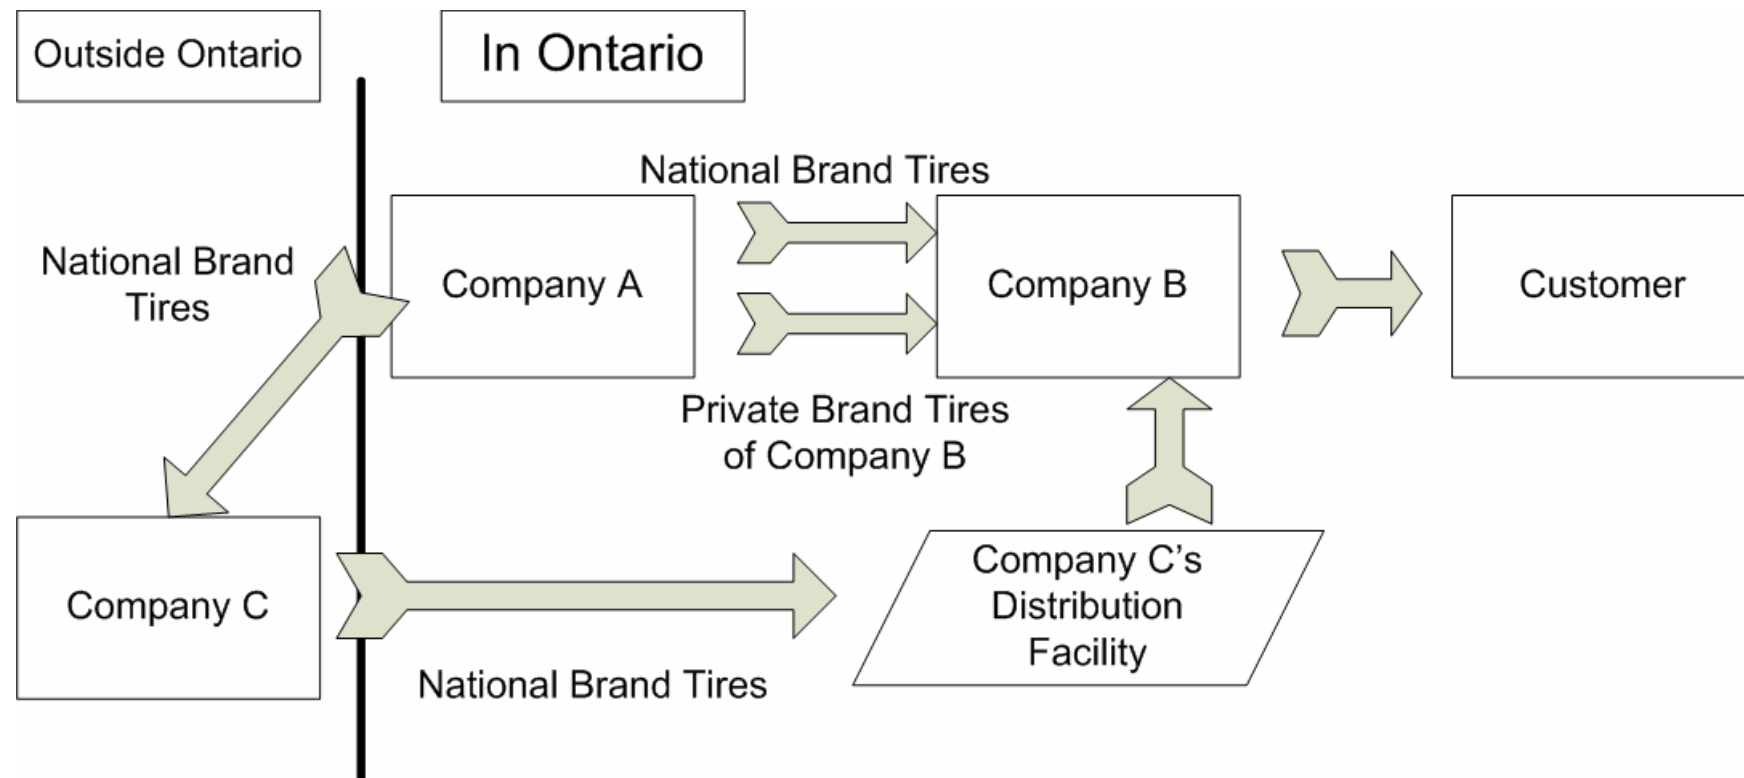 Outside Ontario
In Ontario
National Brand Tires
National Brand
Tires
Company A
Company B
Customer
Private Brand Tires
of Company B
Company C
Company C’s
Distribution
Facility
National Brand Tires